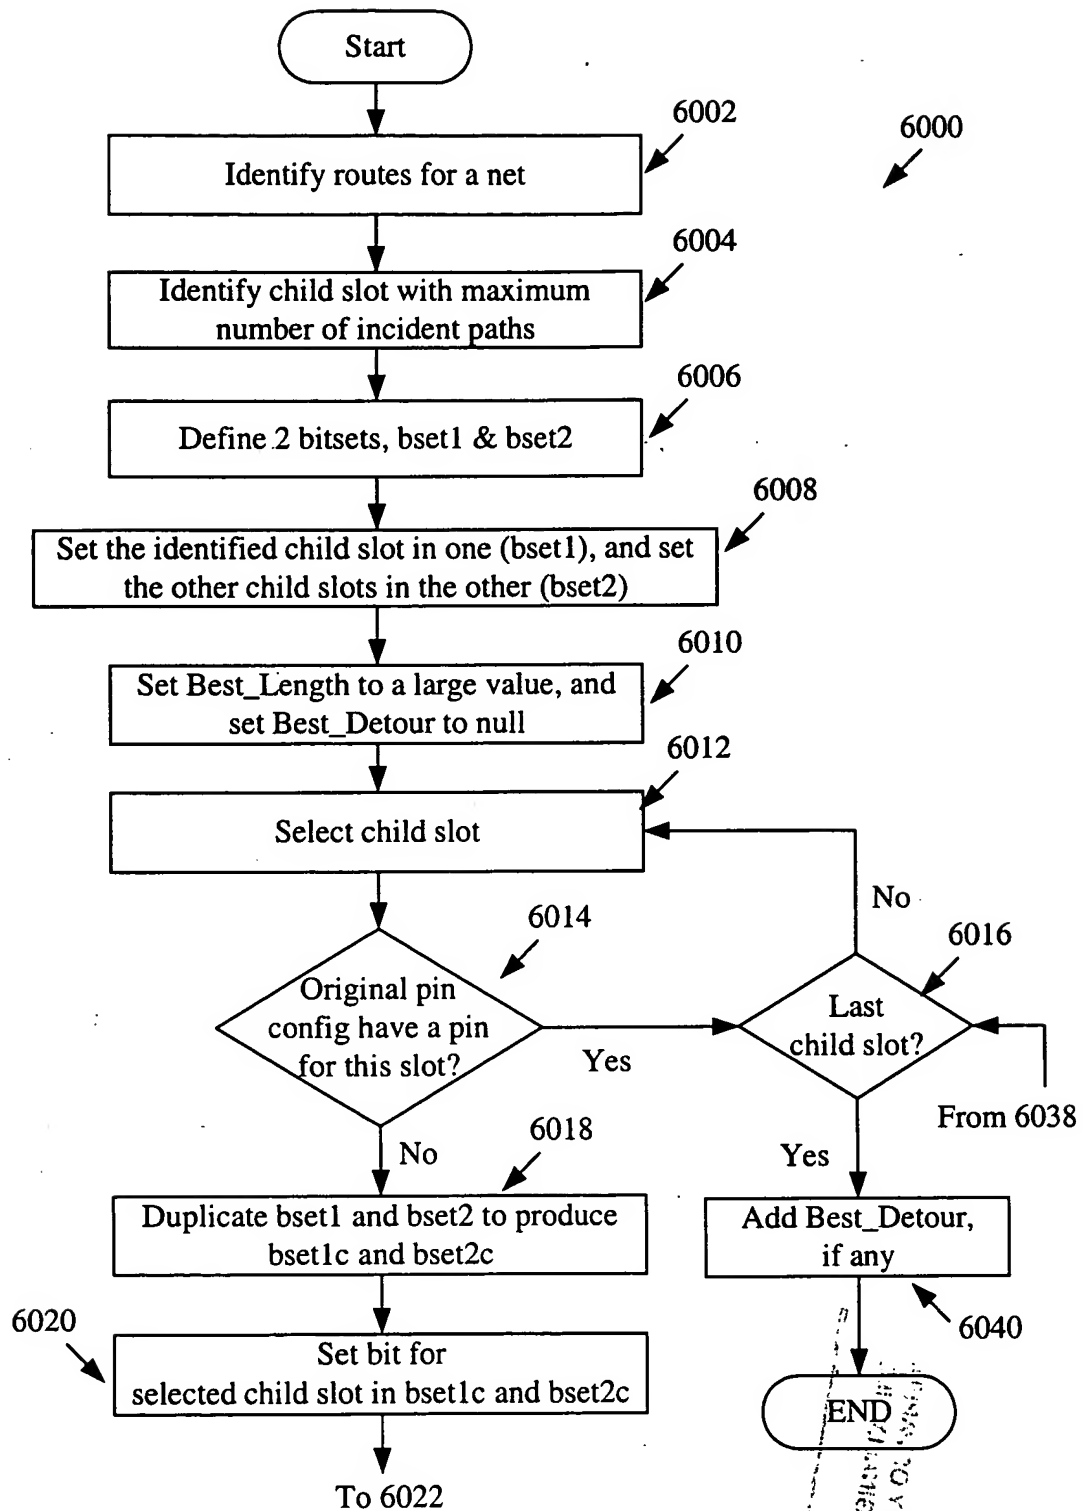 Start
6002
6000
Identify routes for a net
6004
Identify child slot with maximum
number of incident paths
6006
Define 2 bitsets, bset1 & bset2
6008
Set the identified child slot in one (bset1), and set
the other child slots in the other (bset2)
6010
Set Best_Length to a large value, and
set Best_Detour to null
6012
Select child slot
No
6014
6016
Original pin
config have a pin
for this slot?
Yes
Last
child slot?
From 6038
No
6018
Yes
Duplicate bset1 and bset2 to produce
bset1c and bset2c
Add Best_Detour,
if any
6040
6020
Set bit for
selected child slot in bset1c and bset2c
END
To 6022